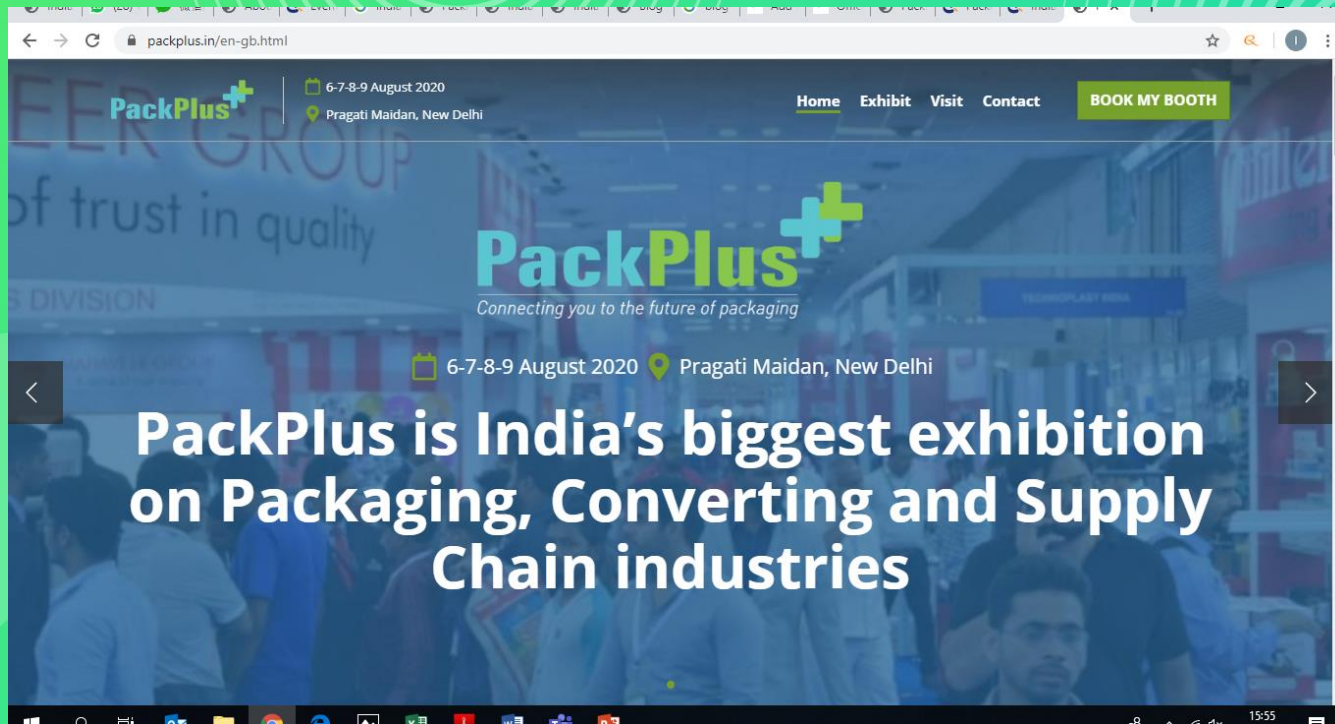 packplus.in/en-gb.html
PackPlus
6-7-8-9 August 2020
Pragati Maidan, New Delhi
Home Exhibit Visit Contact BOOK MY BOOTH
EER GROUP
of trust in quality
S DIVISION
TECHNOPLAST INDIA
PackPlus
Connecting you to the future of packaging
6-7-8-9 August 2020 Pragati Maidan, New Delhi
PackPlus is India's biggest exhibition
on Packaging, Converting and Supply
Chain industries
15:55